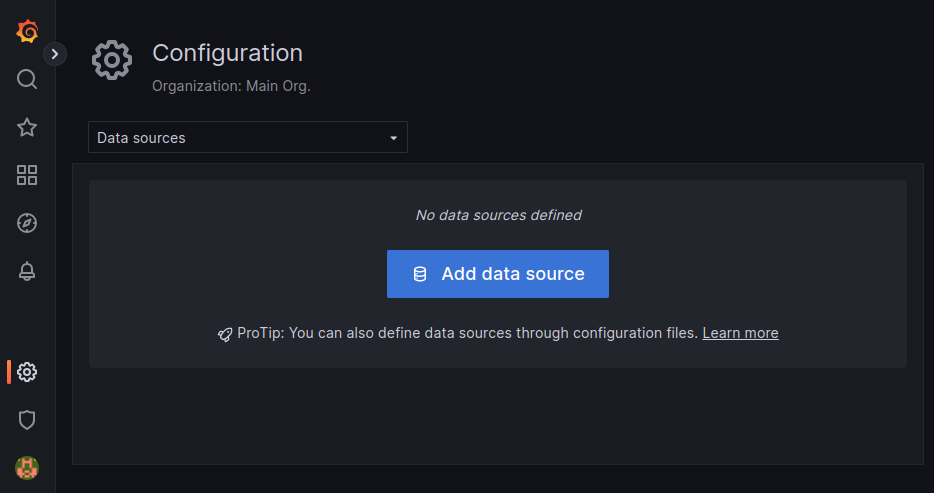 Configuration
Organization: Main Org.
Data sources
No data sources defined
Add data source
ProTip: You can also define data sources through configuration files. Learn more